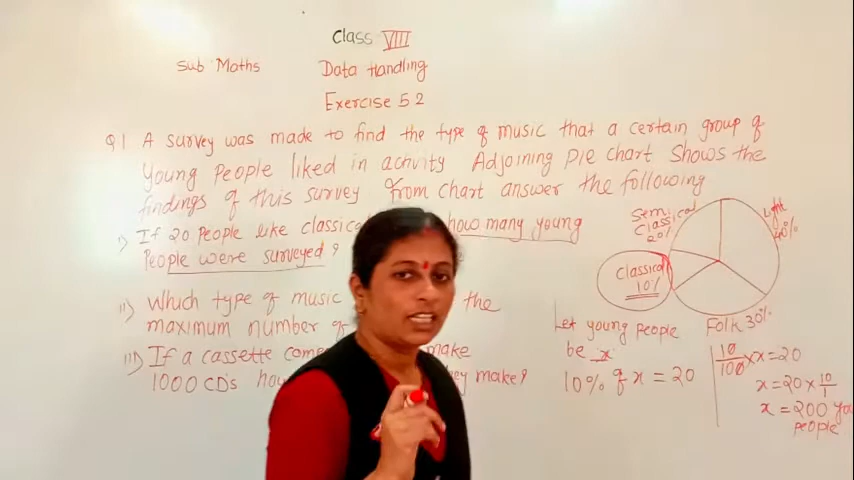 Class VIII
Sub Maths Data Handling
Exercise 5 2
Q1 A survey was made to find the type of music that a certain group of
young People liked in activity Adjoining Pie chart Shows the
findings of this survey From chart answer the following
i) If 20 People like classical how many young
People were surveyed?
ii) Which type of music the
maximum number of
iii) If a cassette make
1000 CD's make?
Semi
Classical
20%
Light
40%
Classical
10%
Folk 30%
Let young people
be x
10% of x = 20
10/100 × x = 20
x = 20 × 10/1
x = 200
people